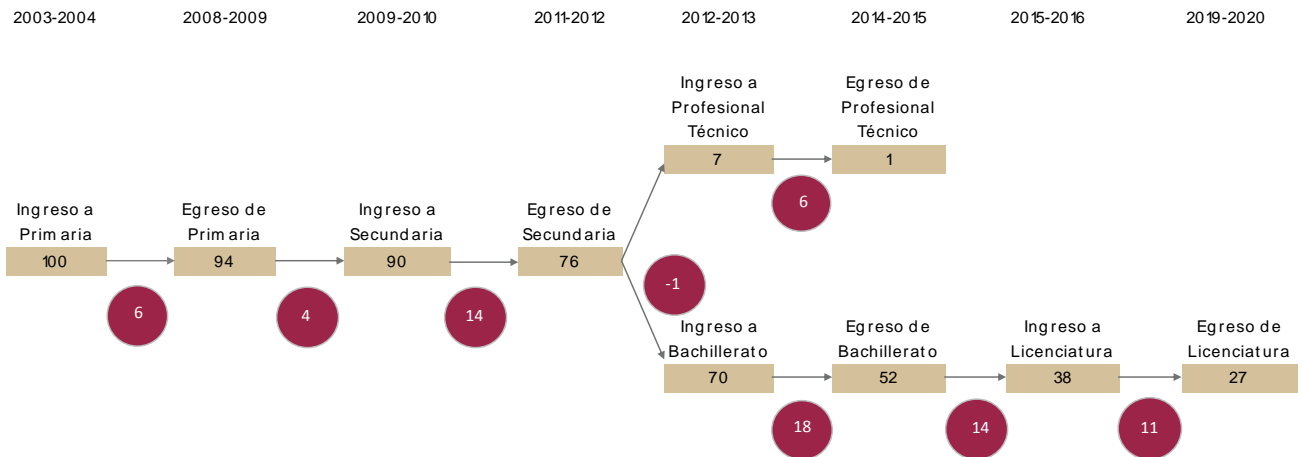 2003-2004 2008-2009 2009-2010 2011-2012 2012-2013 2014-2015 2015-2016 2019-2020
Ingreso a
Profesional
Técnico
7
Egreso de
Profesional
Técnico
1
6
Ingreso a
Primaria
100
Egreso de
Primaria
94
Ingreso a
Secundaria
90
Egreso de
Secundaria
76
6
4
14
-1
Ingreso a
Bachillerato
70
Egreso de
Bachillerato
52
Ingreso a
Licenciatura
38
Egreso de
Licenciatura
27
18
14
11